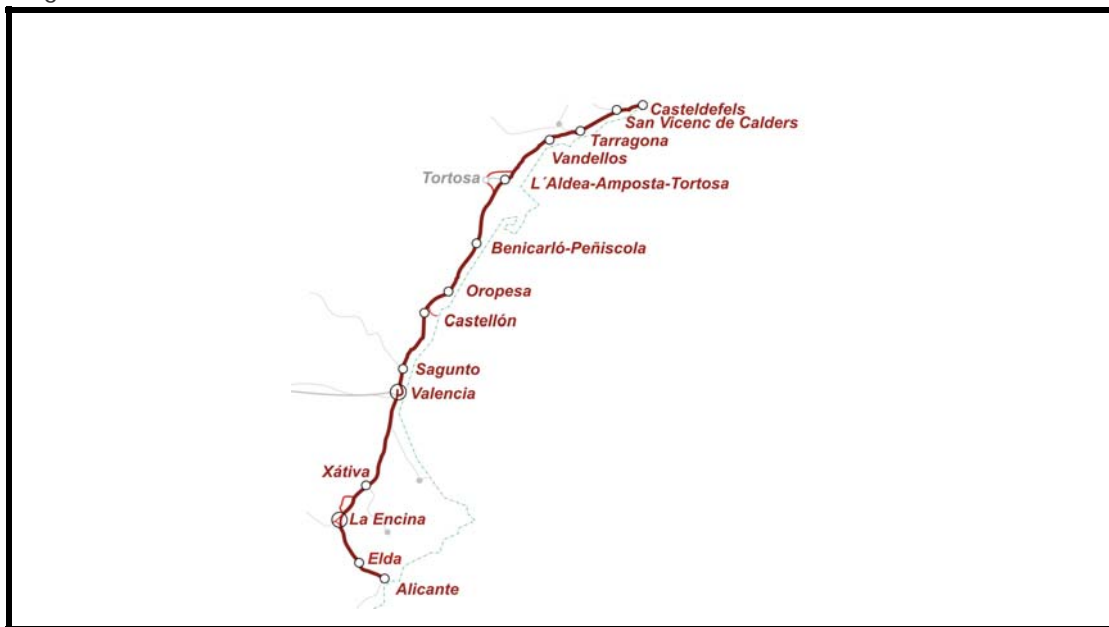 Casteldefels
San Vicenc de Calders
Tarragona
Vandellos
Tortosa
L´Aldea-Amposta-Tortosa
Benicarló-Peñiscola
Oropesa
Castellón
Sagunto
Valencia
Xátiva
La Encina
Elda
Alicante